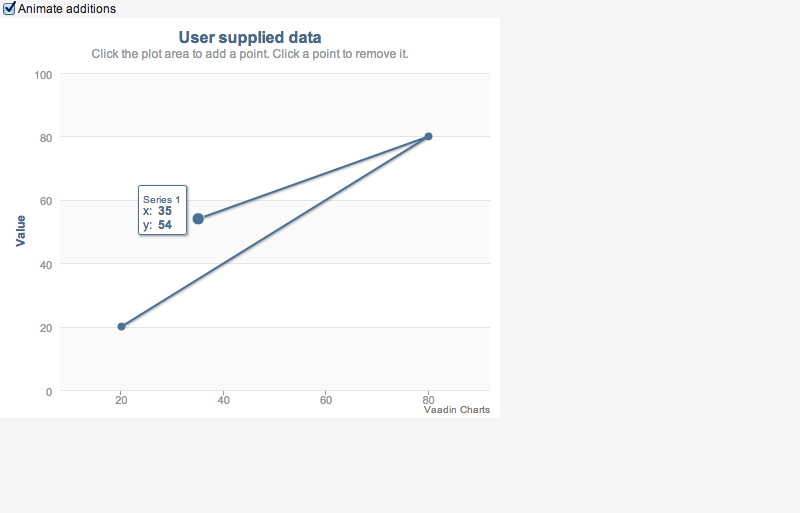 Animate additions
User supplied data
Click the plot area to add a point. Click a point to remove it.
100
80
60
40
20
0
Value
Series 1
x: 35
y: 54
20 40 60 80
Vaadin Charts